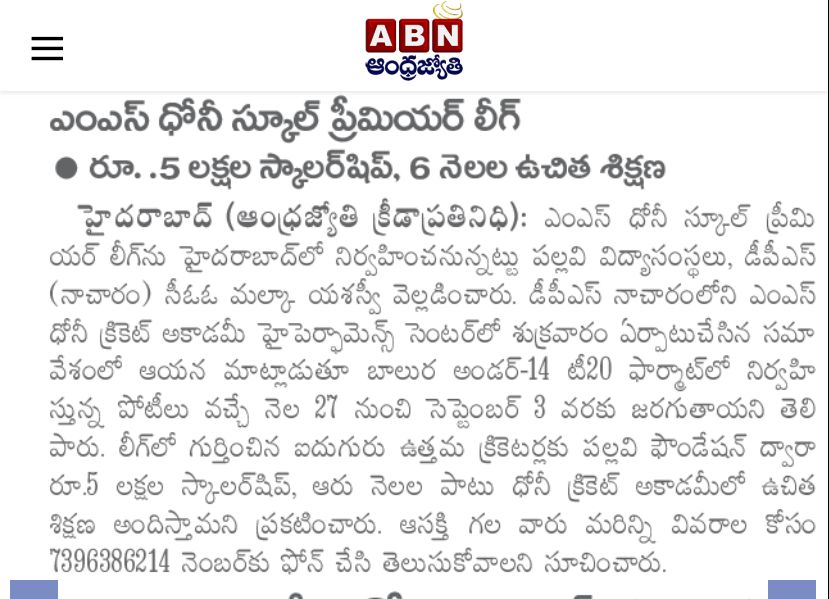 ABN
ఆంధ్రజ్యోతి
ఎంఎస్ ధోనీ స్కూల్ ప్రీమియర్ లీగ్
● రూ..5 లక్షల స్కాలర్‌షిప్, 6 నెలల ఉచిత శిక్షణ
హైదరాబాద్ (ఆంధ్రజ్యోతి క్రీడాప్రతినిధి): ఎంఎస్ ధోనీ స్కూల్ ప్రీమి
యర్ లీగ్‌ను హైదరాబాద్‌లో నిర్వహించనున్నట్టు పల్లవి విద్యాసంస్థలు, డీపీఎస్
(నాచారం) సీఓఓ మల్కా యశస్వీ వెల్లడించారు. డీపీఎస్ నాచారంలోని ఎంఎస్
ధోనీ క్రికెట్ అకాడమీ హైపెర్ఫామెన్స్ సెంటర్‌లో శుక్రవారం ఏర్పాటుచేసిన సమా
వేశంలో ఆయన మాట్లాడుతూ బాలుర అండర్-14 టీ20 ఫార్మాట్‌లో నిర్వహి
స్తున్న పోటీలు వచ్చే నెల 27 నుంచి సెప్టెంబర్ 3 వరకు జరగుతాయని తెలి
పారు. లీగ్‌లో గుర్తించిన ఐదుగురు ఉత్తమ క్రికెటర్లకు పల్లవి ఫౌండేషన్ ద్వారా
రూ.5 లక్షల స్కాలర్‌షిప్, ఆరు నెలల పాటు ధోనీ క్రికెట్ అకాడమీలో ఉచిత
శిక్షణ అందిస్తామని ప్రకటించారు. ఆసక్తి గల వారు మరిన్ని వివరాల కోసం
7396386214 నెంబర్‌కు ఫోన్ చేసి తెలుసుకోవాలని సూచించారు.